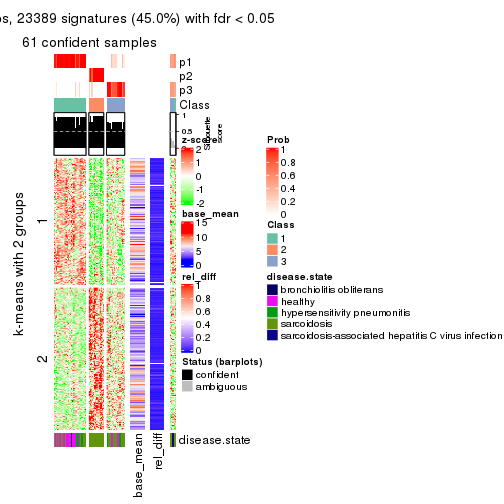 os, 23389 signatures (45.0%) with fdr < 0.05
61 confident samples
p1
p2
p3
Class
1
0.5
0
Silhouette
score
k-means with 2 groups
1
2
z-score
2
1
0
-1
-2
base_mean
15
10
5
0
rel_diff
1
0.8
0.6
0.4
0.2
0
Status (barplots)
confident
ambiguous
Prob
1
0.8
0.6
0.4
0.2
0
Class
1
2
3
disease.state
bronchiolitis obliterans
healthy
hypersensitivity pneumonitis
sarcoidosis
sarcoidosis-associated hepatitis C virus infection
disease.state
base_mean
rel_diff